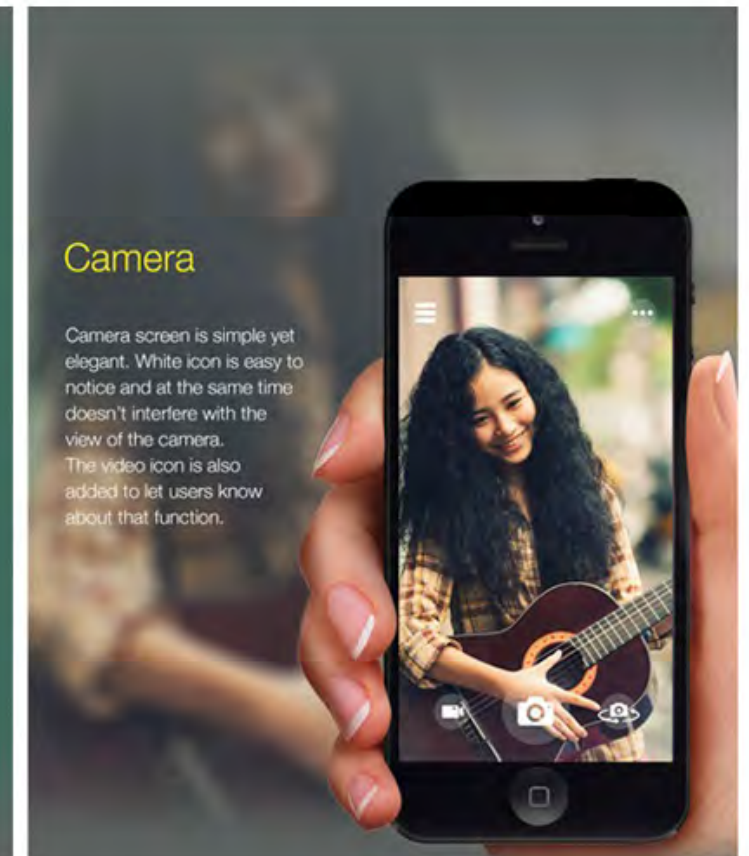 Camera
Camera screen is simple yet
elegant. White icon is easy to
notice and at the same time
doesn't interfere with the
view of the camera.
The video icon is also
added to let users know
about that function.